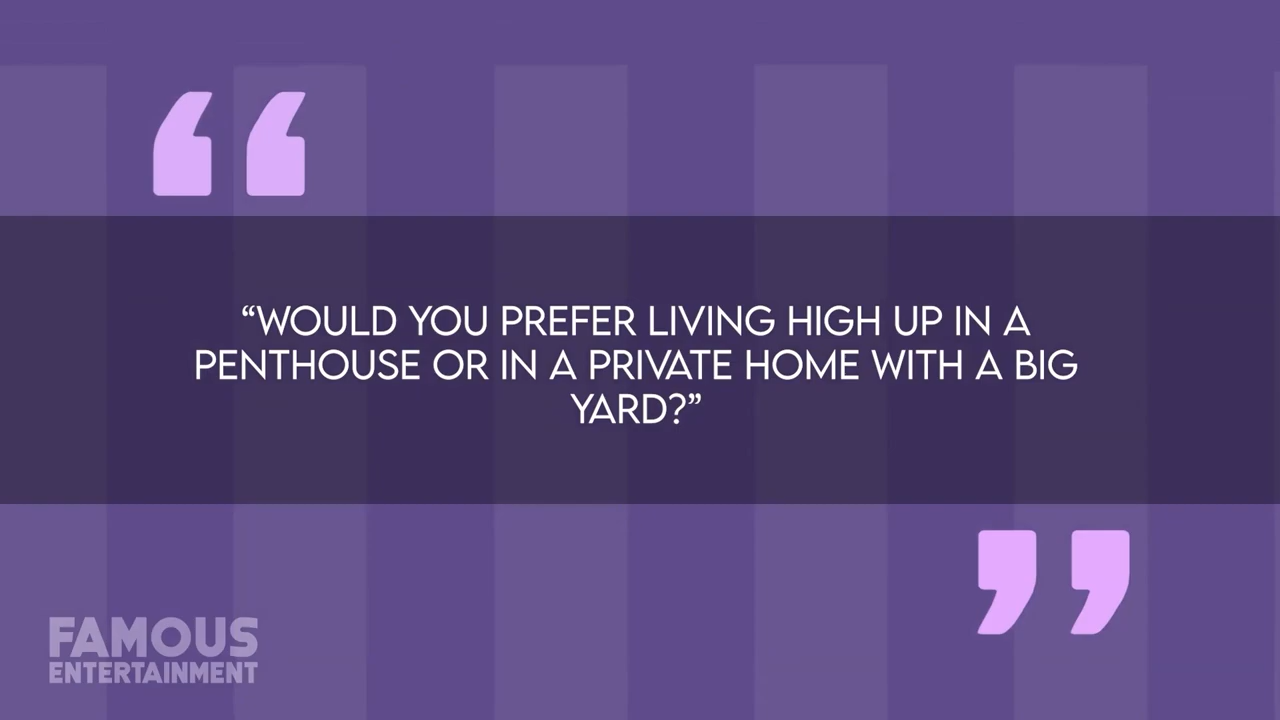 “WOULD YOU PREFER LIVING HIGH UP IN A
PENTHOUSE OR IN A PRIVATE HOME WITH A BIG
YARD?”
FAMOUS
ENTERTAINMENT